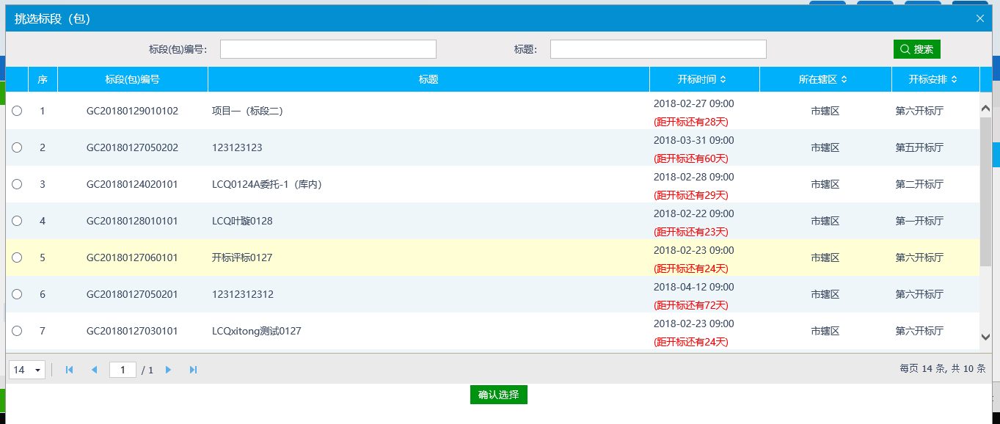 挑选标段（包）
标段(包)编号： 标题： 搜索
序 标段(包)编号 标题 开标时间 所在辖区 开标安排
1 GC20180129010102 项目一（标段二） 2018-02-27 09:00 市辖区 第六开标厅
(距开标还有28天)
2 GC20180127050202 123123123 2018-03-31 09:00 市辖区 第五开标厅
(距开标还有60天)
3 GC20180124020101 LCQ0124A委托-1（库内） 2018-02-28 09:00 市辖区 第二开标厅
(距开标还有29天)
4 GC20180128010101 LCQ叶璇0128 2018-02-22 09:00 市辖区 第一开标厅
(距开标还有23天)
5 GC20180127060101 开标评标0127 2018-02-23 09:00 市辖区 第六开标厅
(距开标还有24天)
6 GC20180127050201 12312312312 2018-04-12 09:00 市辖区 第六开标厅
(距开标还有72天)
7 GC20180127030101 LCQxitong测试0127 2018-02-23 09:00 市辖区 第六开标厅
(距开标还有24天)
14 1 / 1 每页 14 条, 共 10 条
确认选择